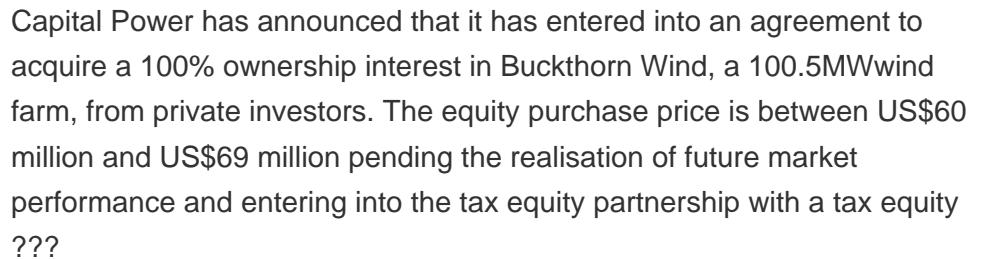 Capital Power has announced that it has entered into an agreement to
acquire a 100% ownership interest in Buckthorn Wind, a 100.5MWwind
farm, from private investors. The equity purchase price is between US$60
million and US$69 million pending the realisation of future market
performance and entering into the tax equity partnership with a tax equity
???